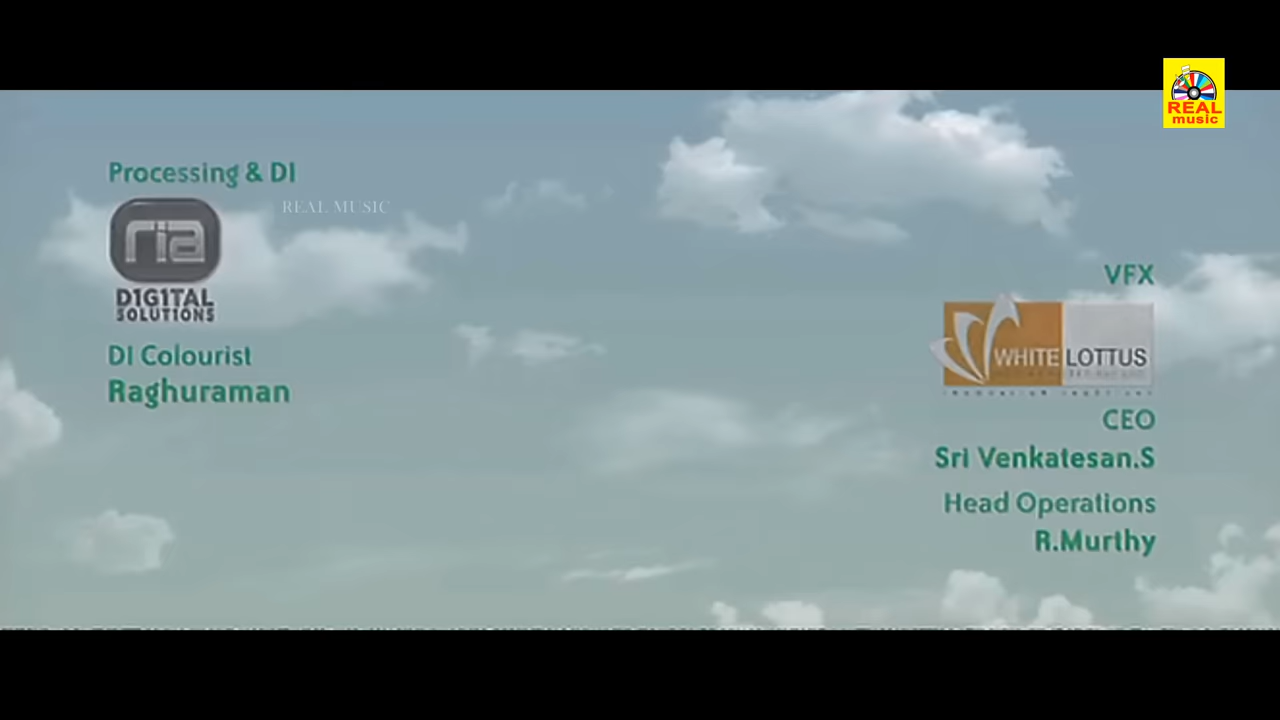 REAL
music
Processing & DI
REAL MUSIC
ria
D1G1TAL
SOLUTIONS
DI Colourist
Raghuraman
VFX
WHITE LOTTUS
CEO
Sri Venkatesan.S
Head Operations
R.Murthy